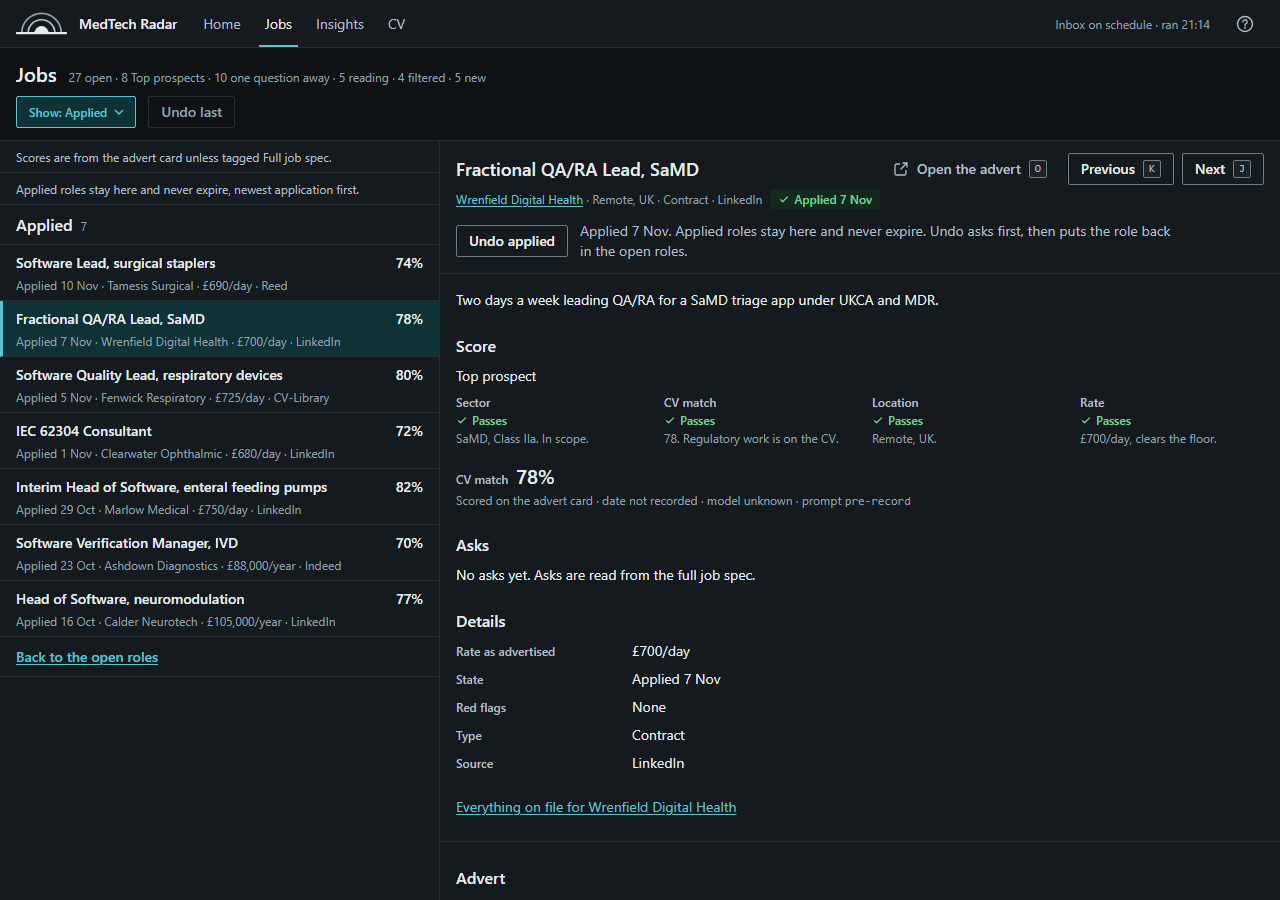 MedTech Radar Home Jobs Insights CV Inbox on schedule · ran 21:14
Jobs 27 open · 8 Top prospects · 10 one question away · 5 reading · 4 filtered · 5 new
Show: Applied Undo last
Scores are from the advert card unless tagged Full job spec.
Applied roles stay here and never expire, newest application first.
Applied 7
Software Lead, surgical staplers 74%
Applied 10 Nov · Tamesis Surgical · £690/day · Reed
Fractional QA/RA Lead, SaMD 78%
Applied 7 Nov · Wrenfield Digital Health · £700/day · LinkedIn
Software Quality Lead, respiratory devices 80%
Applied 5 Nov · Fenwick Respiratory · £725/day · CV-Library
IEC 62304 Consultant 72%
Applied 1 Nov · Clearwater Ophthalmic · £680/day · LinkedIn
Interim Head of Software, enteral feeding pumps 82%
Applied 29 Oct · Marlow Medical · £750/day · LinkedIn
Software Verification Manager, IVD 70%
Applied 23 Oct · Ashdown Diagnostics · £88,000/year · Indeed
Head of Software, neuromodulation 77%
Applied 16 Oct · Calder Neurotech · £105,000/year · LinkedIn
Back to the open roles
Fractional QA/RA Lead, SaMD Open the advert O Previous K Next J
Wrenfield Digital Health · Remote, UK · Contract · LinkedIn ✓ Applied 7 Nov
Undo applied
Applied 7 Nov. Applied roles stay here and never expire. Undo asks first, then puts the role back
in the open roles.
Two days a week leading QA/RA for a SaMD triage app under UKCA and MDR.
Score
Top prospect
Sector CV match Location Rate
✓ Passes ✓ Passes ✓ Passes ✓ Passes
SaMD, Class IIa. In scope. 78. Regulatory work is on the CV. Remote, UK. £700/day, clears the floor.
CV match 78%
Scored on the advert card · date not recorded · model unknown · prompt pre-record
Asks
No asks yet. Asks are read from the full job spec.
Details
Rate as advertised £700/day
State Applied 7 Nov
Red flags None
Type Contract
Source LinkedIn
Everything on file for Wrenfield Digital Health
Advert